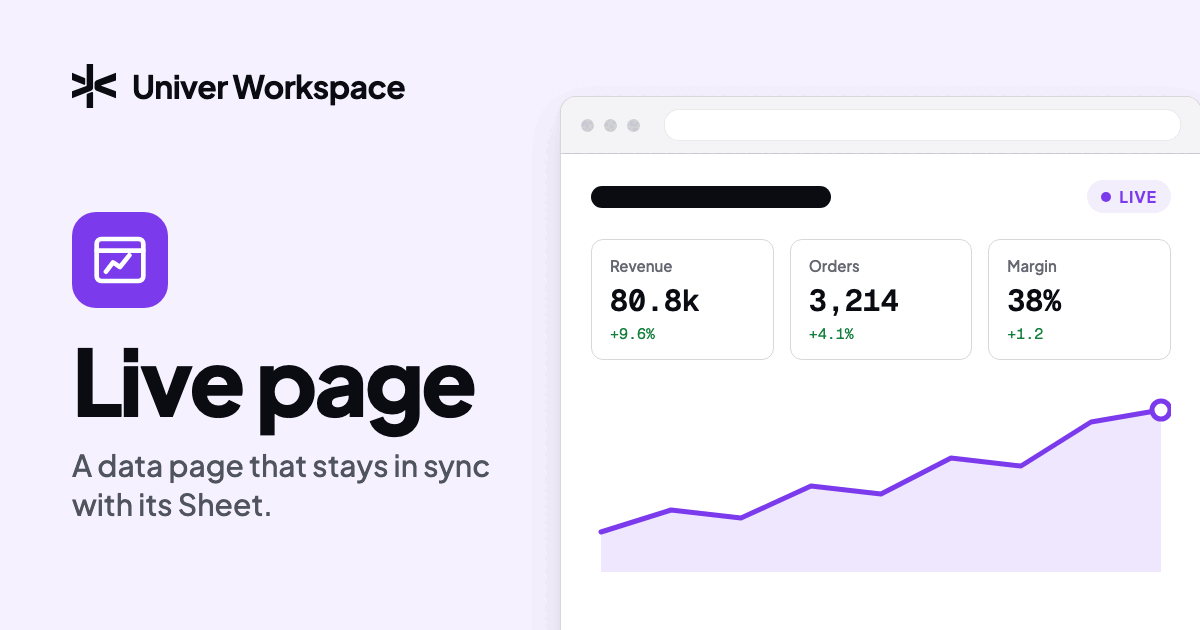 Univer Workspace
Live page
A data page that stays in sync
with its Sheet.
LIVE
Revenue
80.8k
+9.6%
Orders
3,214
+4.1%
Margin
38%
+1.2